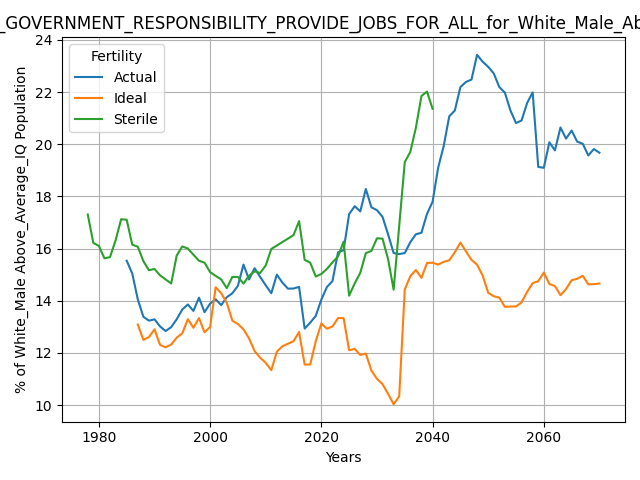 _GOVERNMENT_RESPONSIBILITY_PROVIDE_JOBS_FOR_ALL_for_White_Male_Ab
Fertility
Actual
Ideal
Sterile
% of White_Male Above_Average_IQ Population
24
22
20
18
16
14
12
10
1980 2000 2020 2040 2060
Years